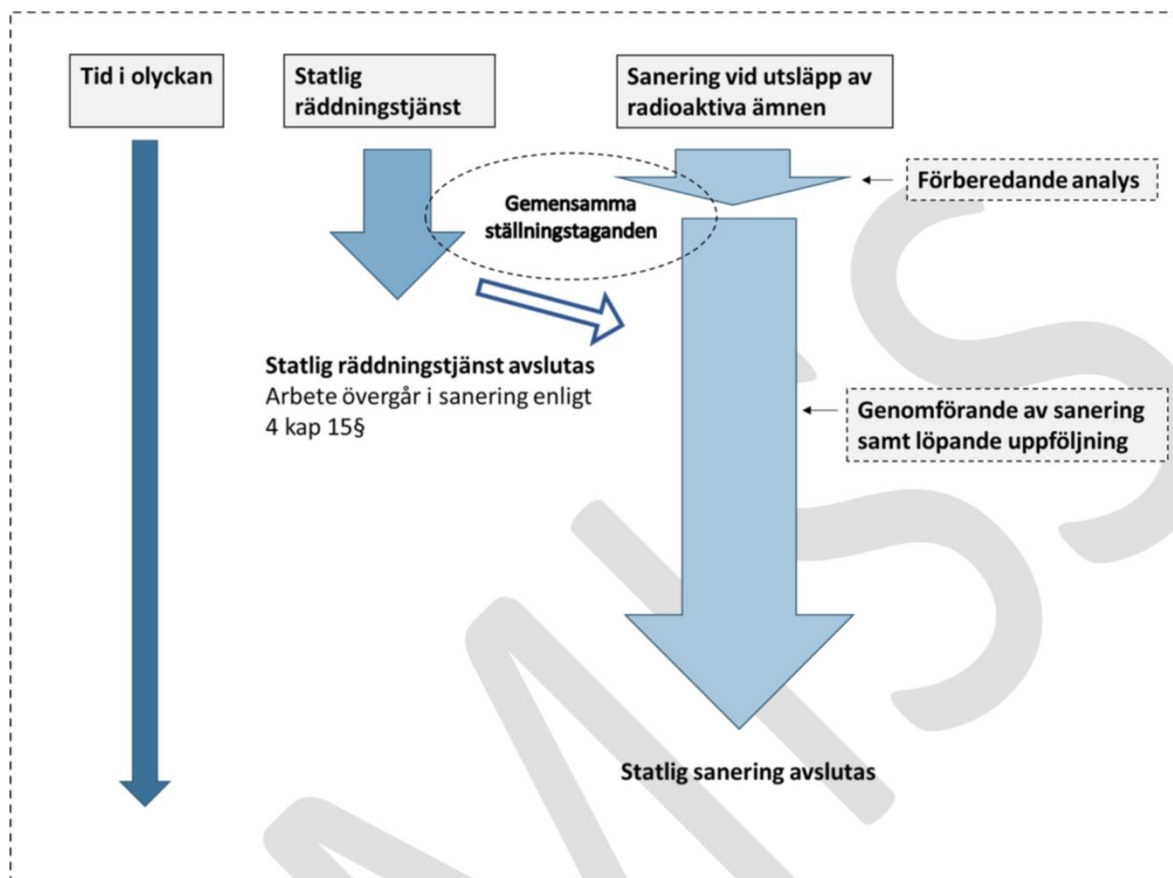 Tid i olyckan
Statlig
räddningstjänst
Sanering vid utsläpp av
radioaktiva ämnen
Förberedande analys
Gemensamma
ställningstaganden
Statlig räddningstjänst avslutas
Arbete övergår i sanering enligt
4 kap 15§
Genomförande av sanering
samt löpande uppföljning
Statlig sanering avslutas